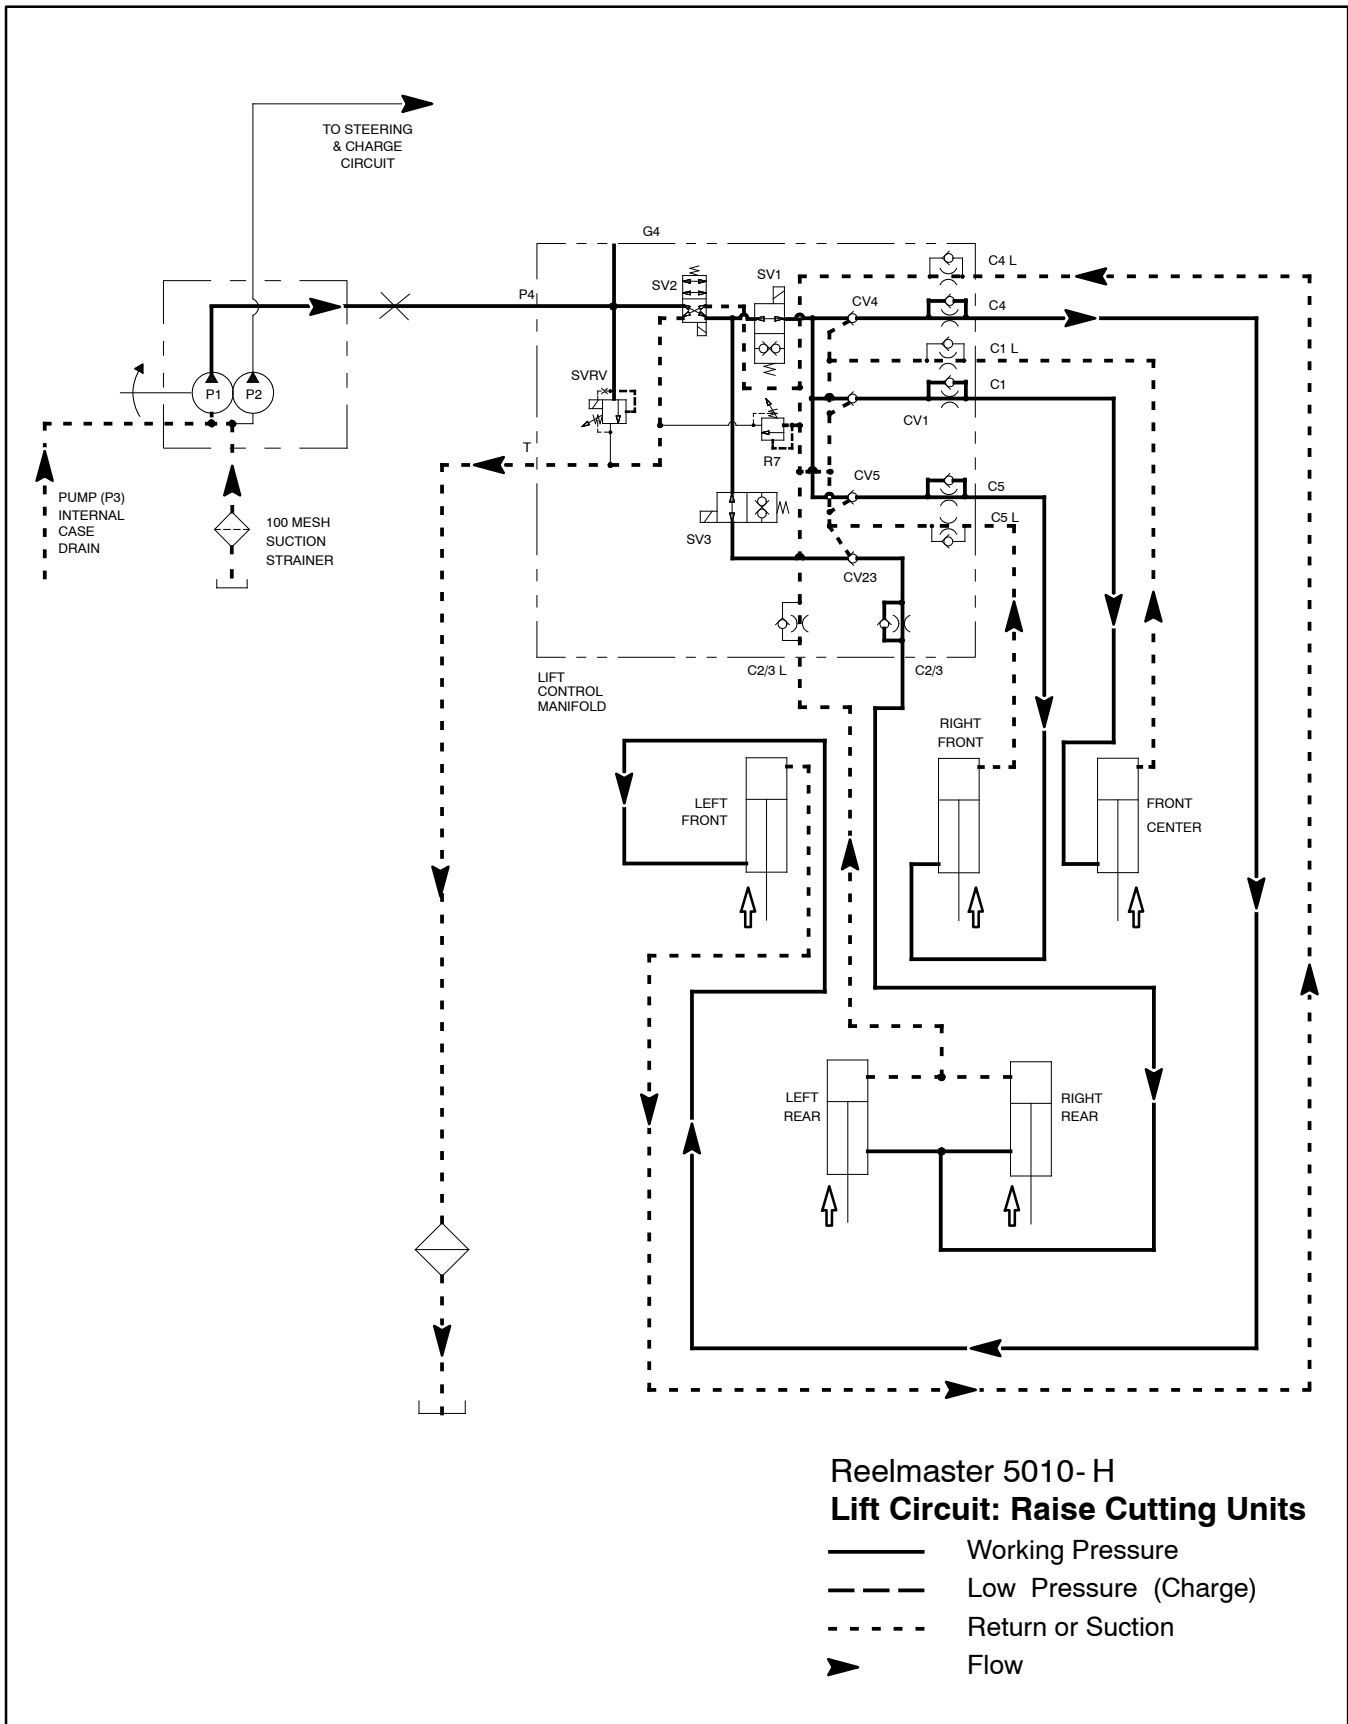 TO STEERING
& CHARGE
CIRCUIT
G4
C4 L
SV1
SV2
P4
CV4
C4
C1 L
SVRV
C1
P1
P2
CV1
T
R7
CV5
C5
PUMP (P3)
INTERNAL
CASE
DRAIN
100 MESH
SUCTION
STRAINER
C5 L
SV3
CV23
C2/3 L
C2/3
LIFT
CONTROL
MANIFOLD
RIGHT
FRONT
LEFT
FRONT
FRONT
CENTER
LEFT
REAR
RIGHT
REAR
Reelmaster 5010-H
Lift Circuit: Raise Cutting Units
Working Pressure
Low Pressure (Charge)
Return or Suction
Flow